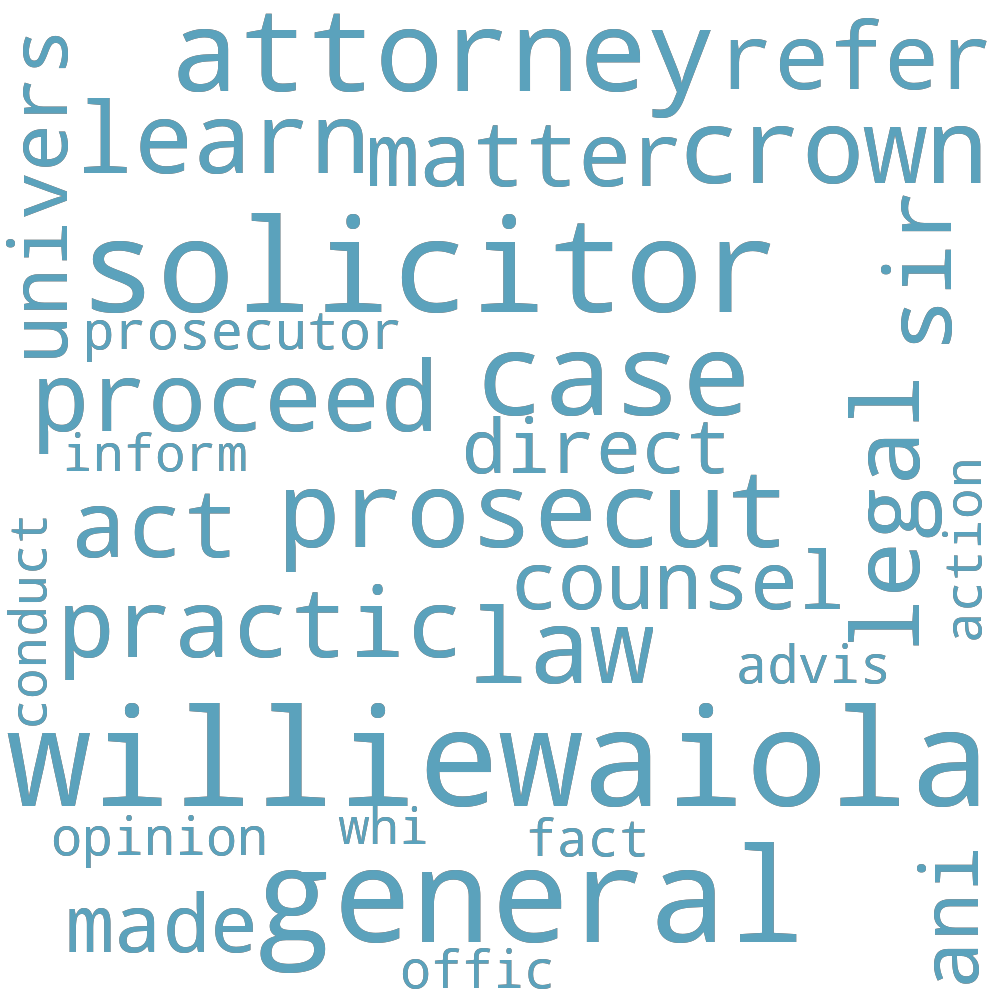 attorney
refer
univers
learn
matter
crown
sir
solicitor
prosecutor
case
proceed
legal
direct
inform
prosecut
act
action
conduct
counsel
practic
law
advis
williewaiola
opinion
whi
fact
general
ani
made
offic